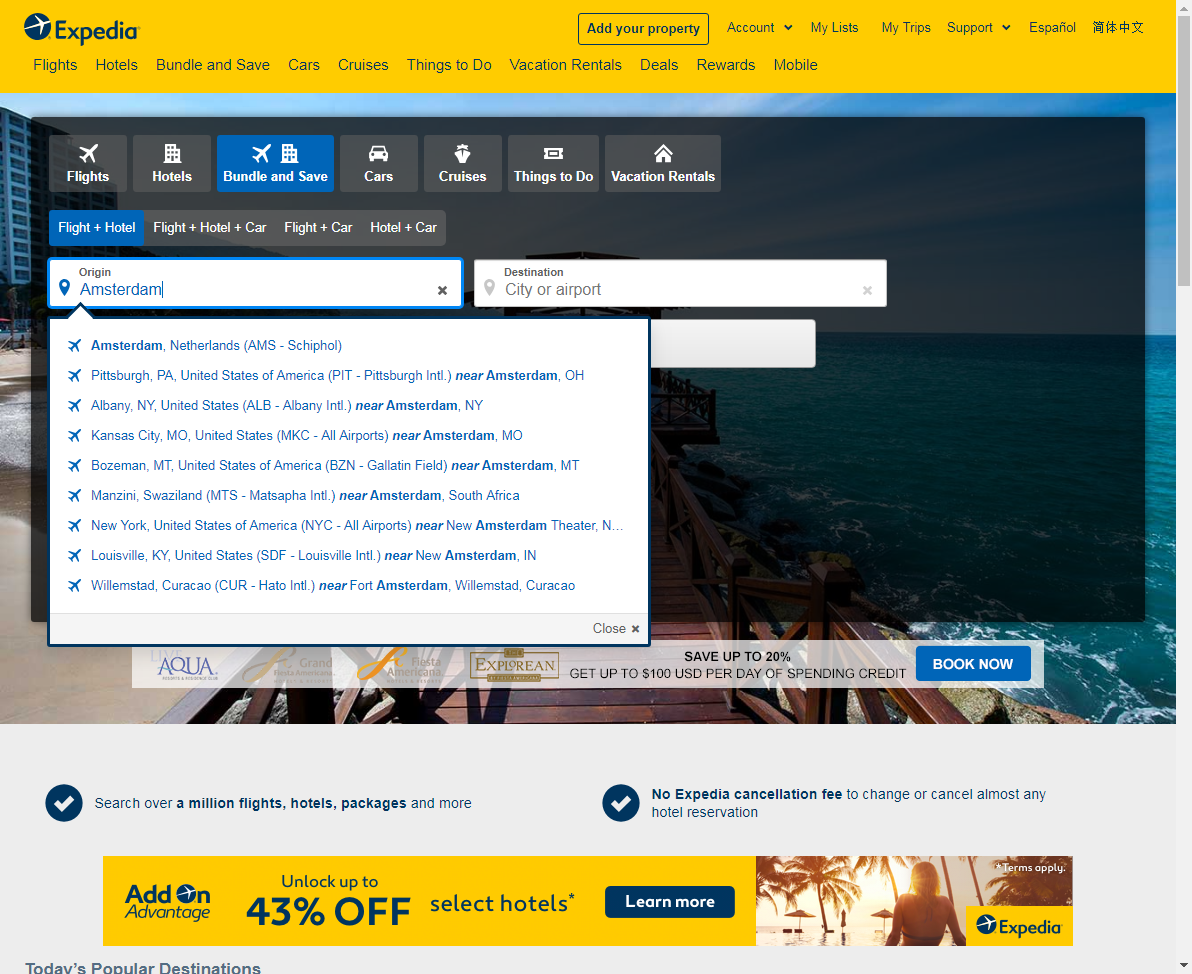 Expedia
Add your property
Account
My Lists
My Trips
Support
Español
简体中文
Flights
Hotels
Bundle and Save
Cars
Cruises
Things to Do
Vacation Rentals
Deals
Rewards
Mobile
Flights
Hotels
Bundle and Save
Cars
Cruises
Things to Do
Vacation Rentals
Flight + Hotel
Flight + Hotel + Car
Flight + Car
Hotel + Car
Origin
Amsterdam
Destination
City or airport
Amsterdam, Netherlands (AMS - Schiphol)
Pittsburgh, PA, United States of America (PIT - Pittsburgh Intl.) near Amsterdam, OH
Albany, NY, United States (ALB - Albany Intl.) near Amsterdam, NY
Kansas City, MO, United States (MKC - All Airports) near Amsterdam, MO
Bozeman, MT, United States of America (BZN - Gallatin Field) near Amsterdam, MT
Manzini, Swaziland (MTS - Matsapha Intl.) near Amsterdam, South Africa
New York, United States of America (NYC - All Airports) near New Amsterdam Theater, N...
Louisville, KY, United States (SDF - Louisville Intl.) near New Amsterdam, IN
Willemstad, Curacao (CUR - Hato Intl.) near Fort Amsterdam, Willemstad, Curacao
Close
LIVE AQUA
Grand
Fiesta Americana
Fiesta
Americana
EXPLOREAN
SAVE UP TO 20%
GET UP TO $100 USD PER DAY OF SPENDING CREDIT
BOOK NOW
Search over a million flights, hotels, packages and more
No Expedia cancellation fee to change or cancel almost any
hotel reservation
Add On
Advantage
Unlock up to
43% OFF
select hotels*
Learn more
*Terms apply.
Expedia
Today's Popular Destinations